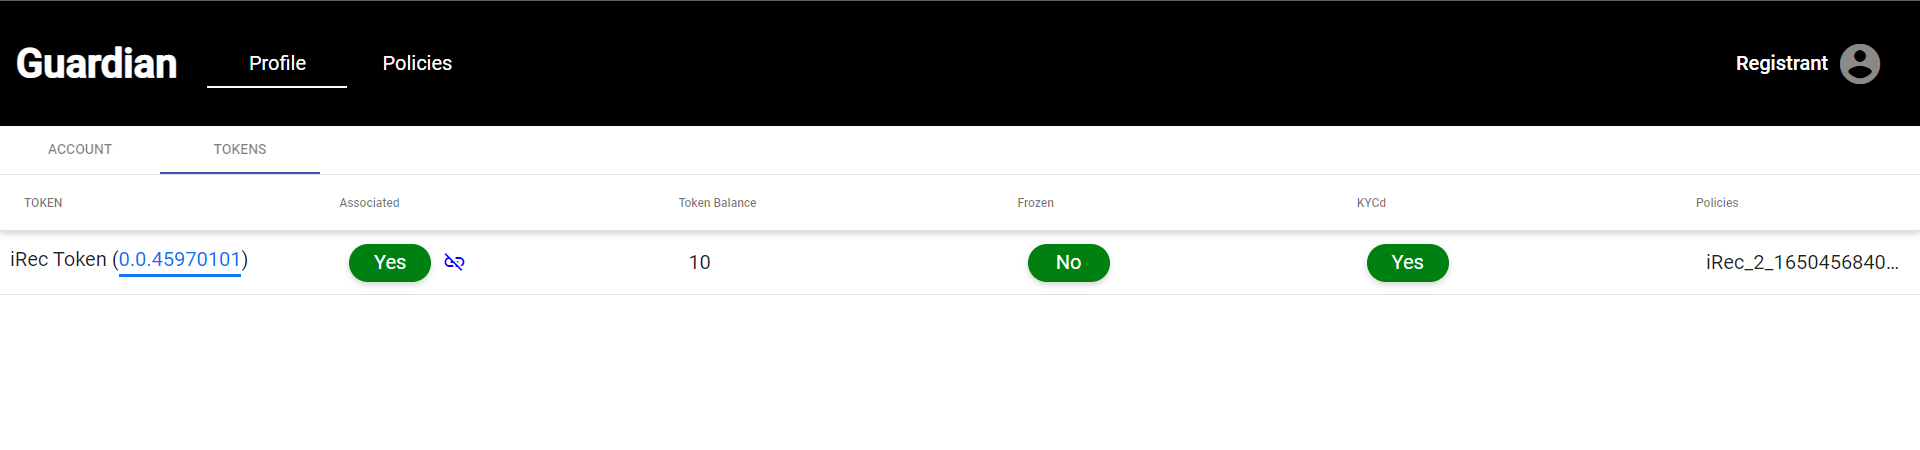 Guardian Profile Policies Registrant
ACCOUNT TOKENS
TOKEN Associated Token Balance Frozen KYCd Policies
iRec Token (0.0.45970101) Yes 10 No Yes iRec_2_1650456840...